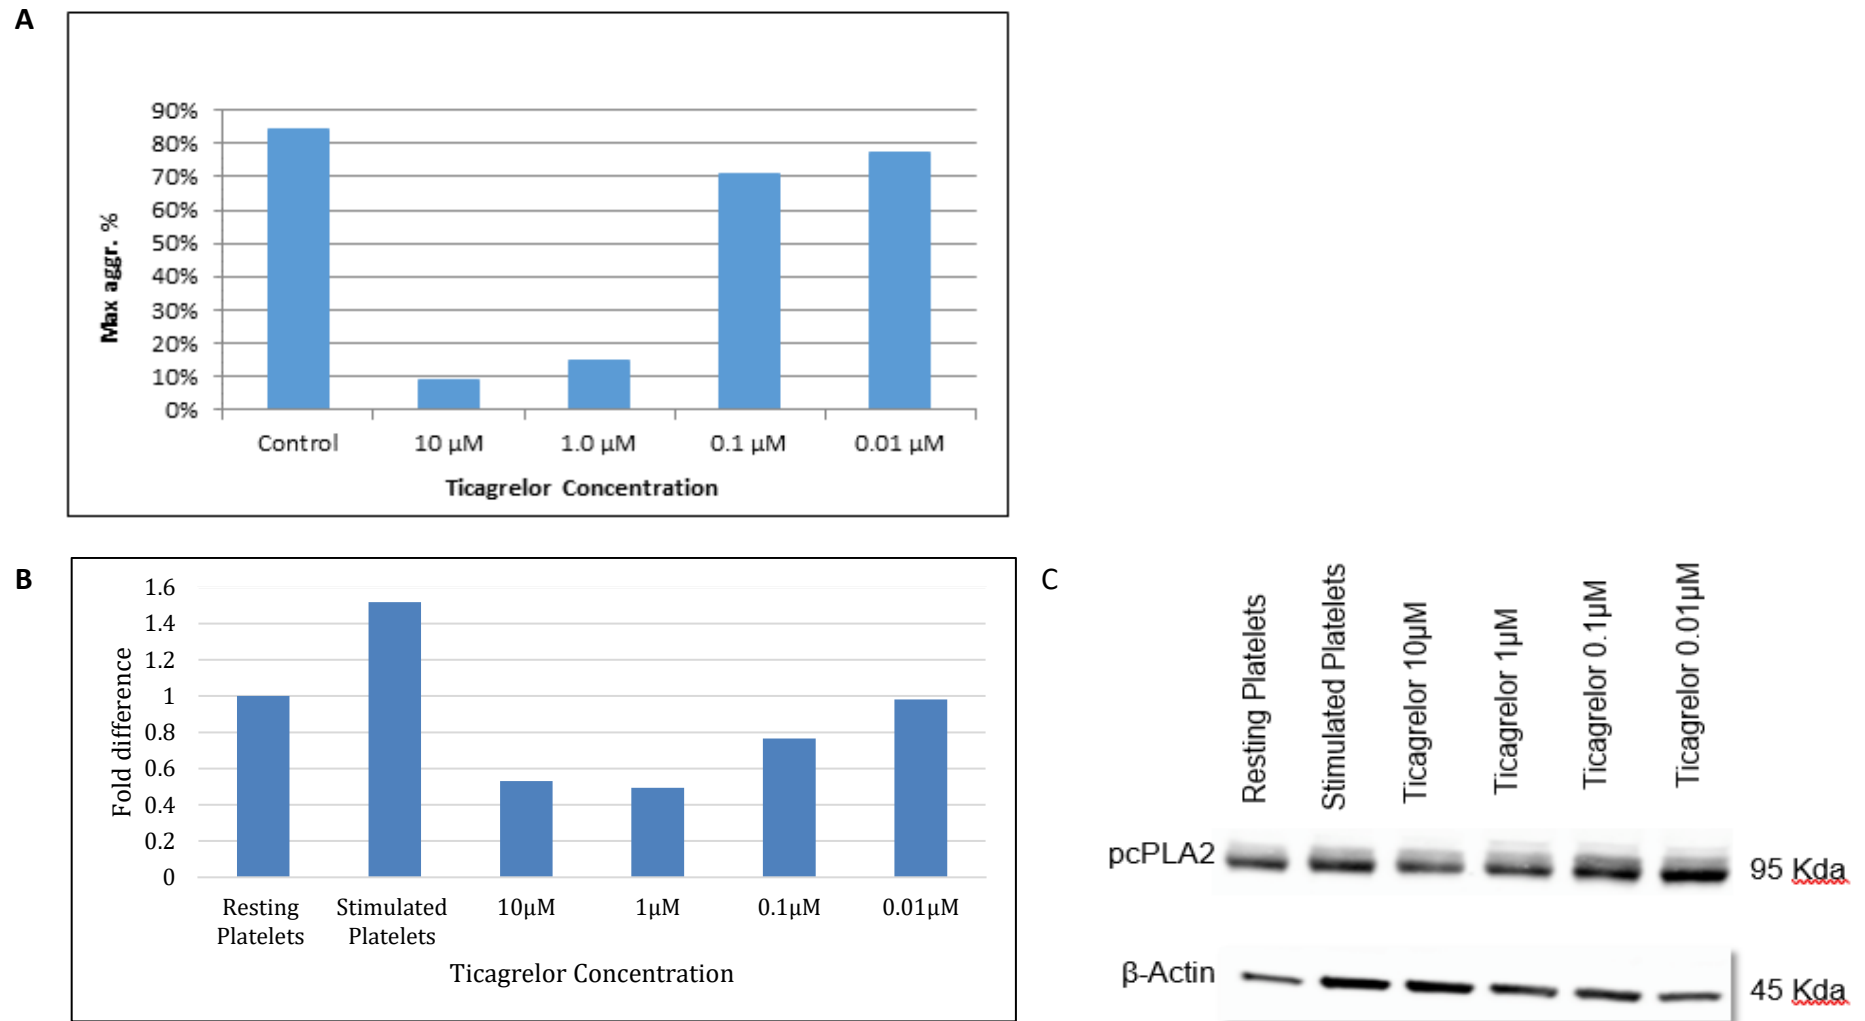 A
90%
80%
70%
60%
50%
40%
30%
20%
10%
0%
Max aggr. %
Control 10 µM 1.0 µM 0.1 µM 0.01 µM
Ticagrelor Concentration
B
1.6
1.4
1.2
1
0.8
0.6
0.4
0.2
0
Fold difference
Resting Stimulated 10µM 1µM 0.1µM 0.01µM
Platelets Platelets
Ticagrelor Concentration
C
Resting Platelets
Stimulated Platelets
Ticagrelor 10µM
Ticagrelor 1µM
Ticagrelor 0.1µM
Ticagrelor 0.01µM
pcPLA2 95 Kda
β-Actin 45 Kda